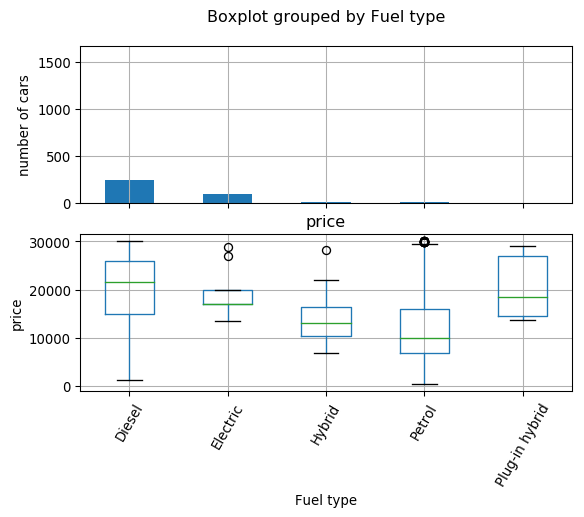 Boxplot grouped by Fuel type
1500
1000
500
0
number of cars
price
30000
20000
10000
0
price
Diesel
Electric
Hybrid
Petrol
Plug-in hybrid
Fuel type